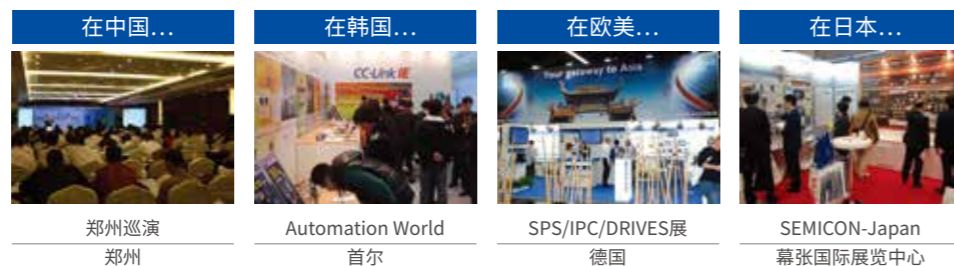 在中国…
在韩国…
在欧美…
在日本…
CC-Link IE
Your gateway to Asia
郑州巡演
Automation World
SPS/IPC/DRIVES展
SEMICON-Japan
郑州
首尔
德国
幕张国际展览中心